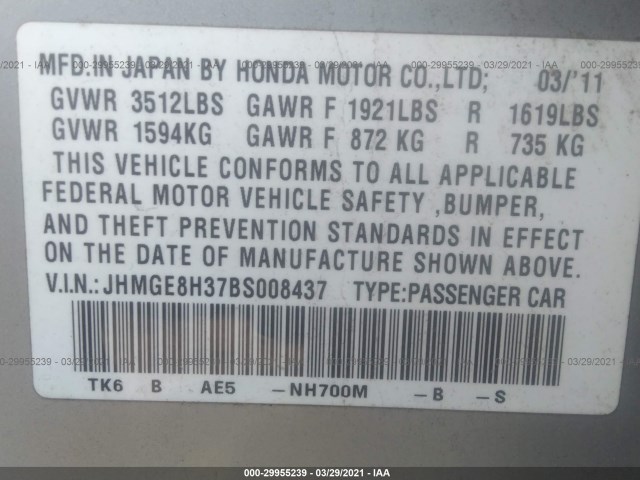 MFD.IN JAPAN BY HONDA MOTOR CO.,LTD; 03/'11
GVWR 3512LBS GAWR F 1921LBS R 1619LBS
GVWR 1594KG GAWR F 872 KG R 735 KG
THIS VEHICLE CONFORMS TO ALL APPLICABLE
FEDERAL MOTOR VEHICLE SAFETY ,BUMPER,
AND THEFT PREVENTION STANDARDS IN EFFECT
ON THE DATE OF MANUFACTURE SHOWN ABOVE.
V.I.N.:JHMGE8H37BS008437 TYPE:PASSENGER CAR
TK6 B AE5 -NH700M -B -S
000-29955239 - 03/29/2021 - IAA